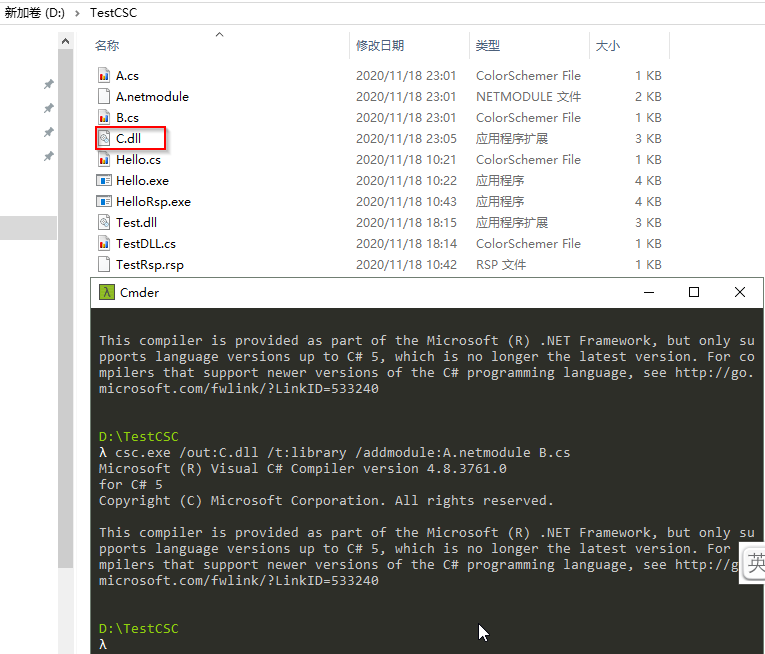 新加卷 (D:) › TestCSC
名称 修改日期 类型 大小
A.cs 2020/11/18 23:01 ColorSchemer File 1 KB
A.netmodule 2020/11/18 23:01 NETMODULE 文件 2 KB
B.cs 2020/11/18 23:01 ColorSchemer File 1 KB
C.dll 2020/11/18 23:05 应用程序扩展 3 KB
Hello.cs 2020/11/18 10:21 ColorSchemer File 1 KB
Hello.exe 2020/11/18 10:22 应用程序 4 KB
HelloRsp.exe 2020/11/18 10:43 应用程序 4 KB
Test.dll 2020/11/18 18:15 应用程序扩展 3 KB
TestDLL.cs 2020/11/18 18:14 ColorSchemer File 1 KB
TestRsp.rsp 2020/11/18 10:42 RSP 文件 1 KB
λ Cmder
This compiler is provided as part of the Microsoft (R) .NET Framework, but only su
pports language versions up to C# 5, which is no longer the latest version. For co
mpilers that support newer versions of the C# programming language, see http://go.
microsoft.com/fwlink/?LinkID=533240
D:\TestCSC
λ csc.exe /out:C.dll /t:library /addmodule:A.netmodule B.cs
Microsoft (R) Visual C# Compiler version 4.8.3761.0
for C# 5
Copyright (C) Microsoft Corporation. All rights reserved.
This compiler is provided as part of the Microsoft (R) .NET Framework, but only su
pports language versions up to C# 5, which is no longer the latest version. For
mpilers that support newer versions of the C# programming language, see http://g
microsoft.com/fwlink/?LinkID=533240
英
D:\TestCSC
λ